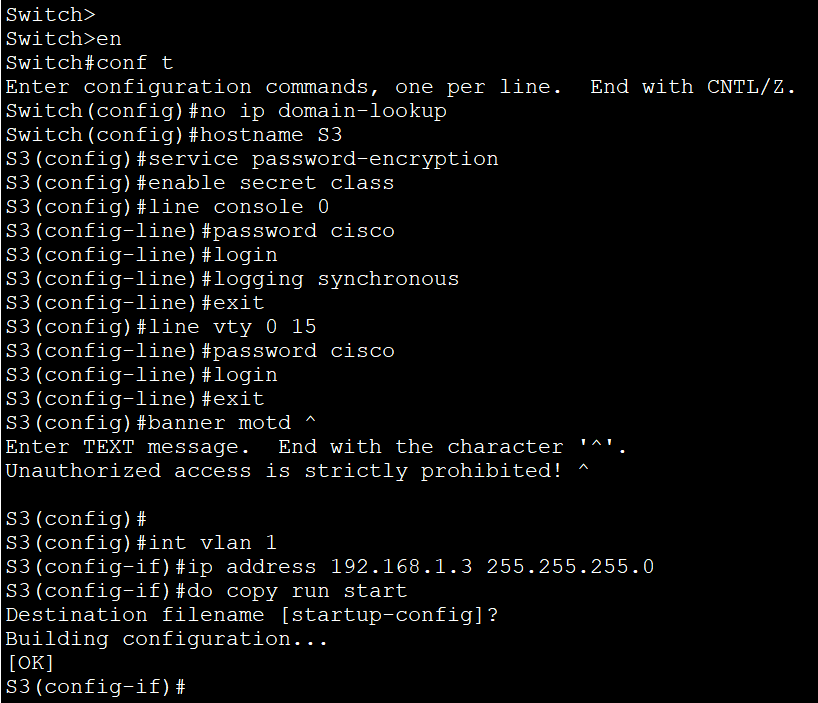 Switch>
Switch>en
Switch#conf t
Enter configuration commands, one per line.  End with CNTL/Z.
Switch(config)#no ip domain-lookup
Switch(config)#hostname S3
S3(config)#service password-encryption
S3(config)#enable secret class
S3(config)#line console 0
S3(config-line)#password cisco
S3(config-line)#login
S3(config-line)#logging synchronous
S3(config-line)#exit
S3(config)#line vty 0 15
S3(config-line)#password cisco
S3(config-line)#login
S3(config-line)#exit
S3(config)#banner motd ^
Enter TEXT message.  End with the character '^'.
Unauthorized access is strictly prohibited! ^

S3(config)#
S3(config)#int vlan 1
S3(config-if)#ip address 192.168.1.3 255.255.255.0
S3(config-if)#do copy run start
Destination filename [startup-config]?
Building configuration...
[OK]
S3(config-if)#